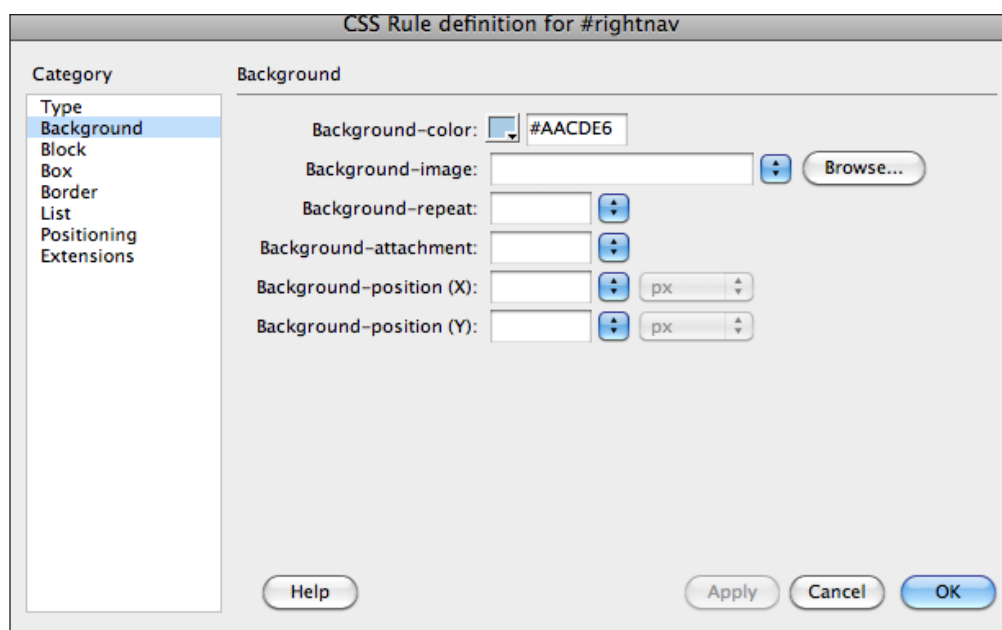 CSS Rule definition for #rightnav
Category
Type
Background
Block
Box
Border
List
Positioning
Extensions
Background
Background-color: #AACDE6
Background-image: Browse...
Background-repeat:
Background-attachment:
Background-position (X): px
Background-position (Y): px
Help Apply Cancel OK